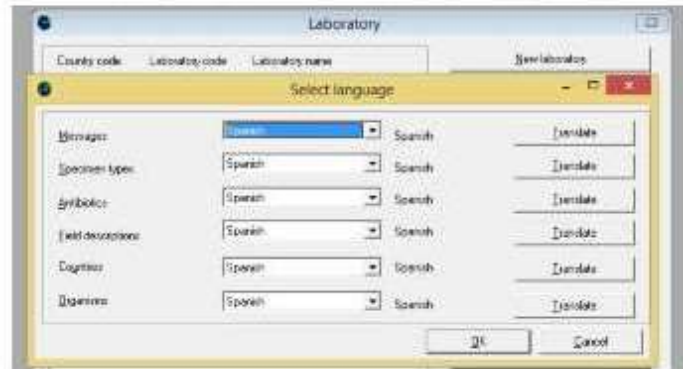 Laboratory
Country code Laboratory code Laboratory name New laboratory
Select language
Messages Spanish Spanish Translate
Specimen types Spanish Spanish Translate
Antibiotics Spanish Spanish Translate
Field descriptions Spanish Spanish Translate
Countries Spanish Spanish Translate
Organisms Spanish Spanish Translate
OK Cancel